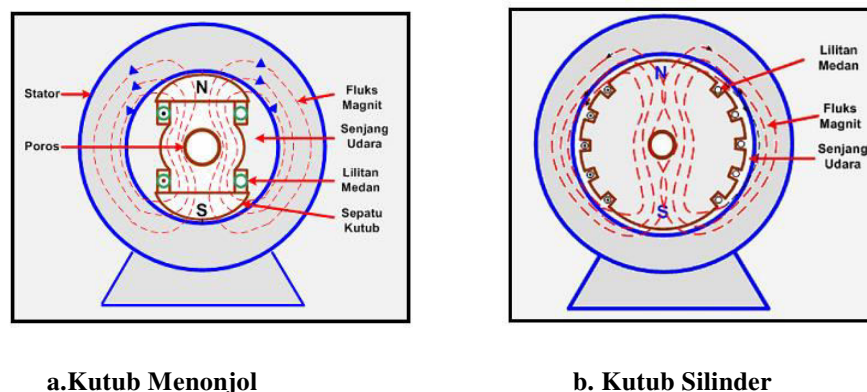 N
Stator
Fluks
Magnit
Senjang
Udara
Poros
Lilitan
Medan
S
Sepatu
Kutub
Lilitan
Medan
N
Fluks
Magnit
Senjang
Udara
S
a.Kutub Menonjol
b. Kutub Silinder